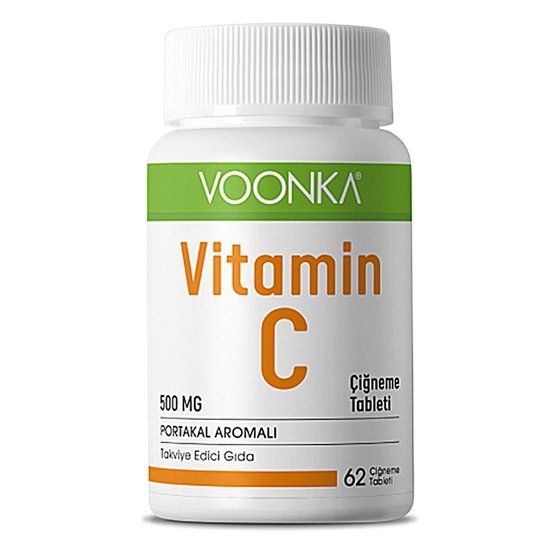 VOONKA®
Vitamin
C
500 MG
Çiğneme
Tableti
PORTAKAL AROMALI
Takviye Edici Gıda
62 Çiğneme
Tableti